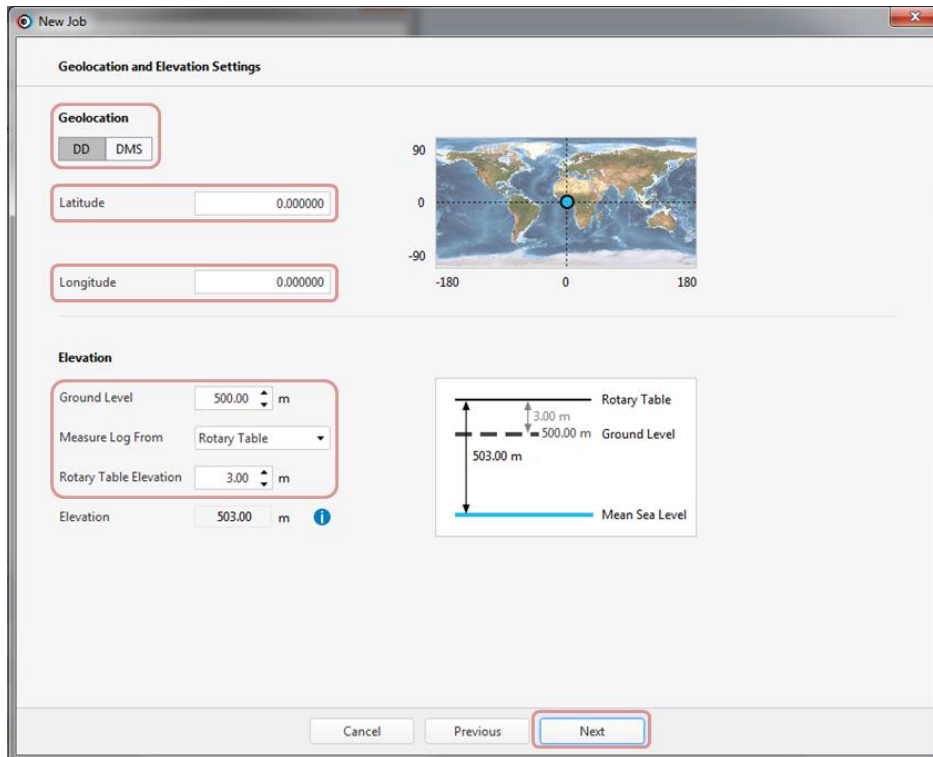 New Job
Geolocation and Elevation Settings
Geolocation
DD DMS
Latitude 0.000000
Longitude 0.000000
90
0
-90
-180 0 180
Elevation
Ground Level 500.00 m
Measure Log From Rotary Table
Rotary Table Elevation 3.00 m
Elevation 503.00 m i
Rotary Table
3.00 m
500.00 m Ground Level
503.00 m
Mean Sea Level
Cancel Previous Next